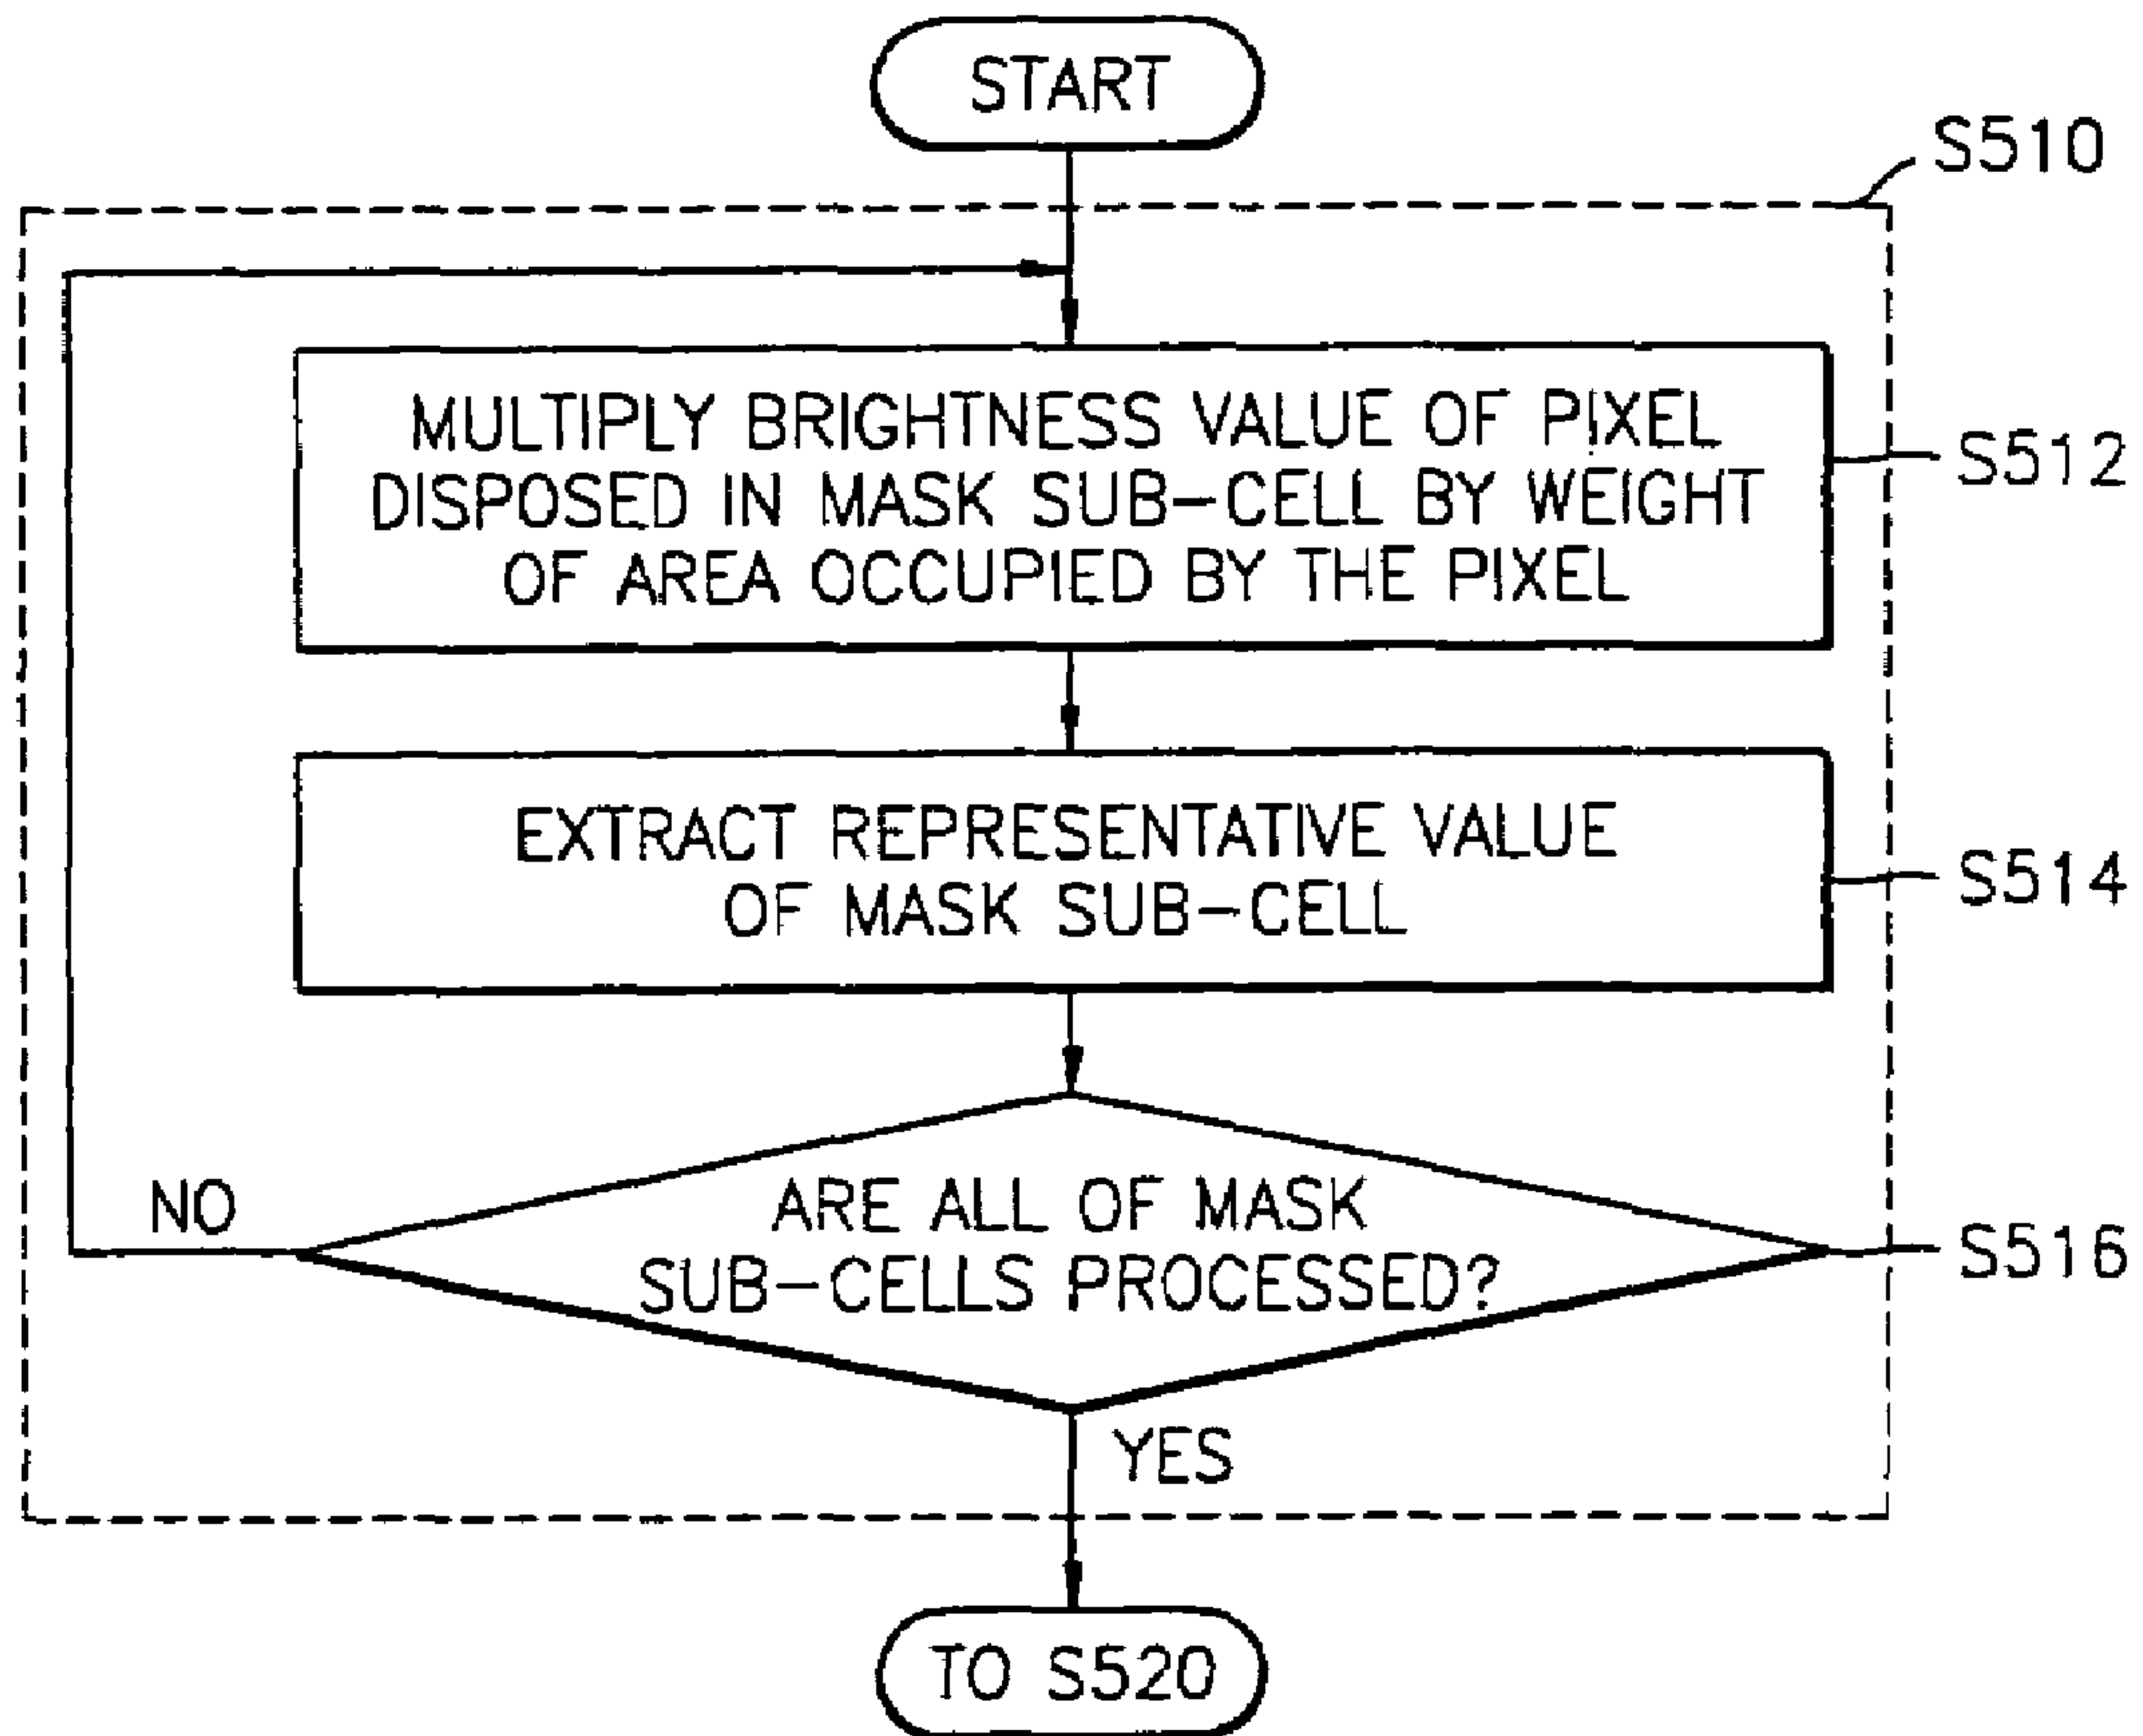 START
S510
MULTIPLY BRIGHTNESS VALUE OF PIXEL
DISPOSED IN MASK SUB-CELL BY WEIGHT
OF AREA OCCUPIED BY THE PIXEL
S512
EXTRACT REPRESENTATIVE VALUE
OF MASK SUB-CELL
S514
NO
ARE ALL OF MASK
SUB-CELLS PROCESSED?
S516
YES
TO S520